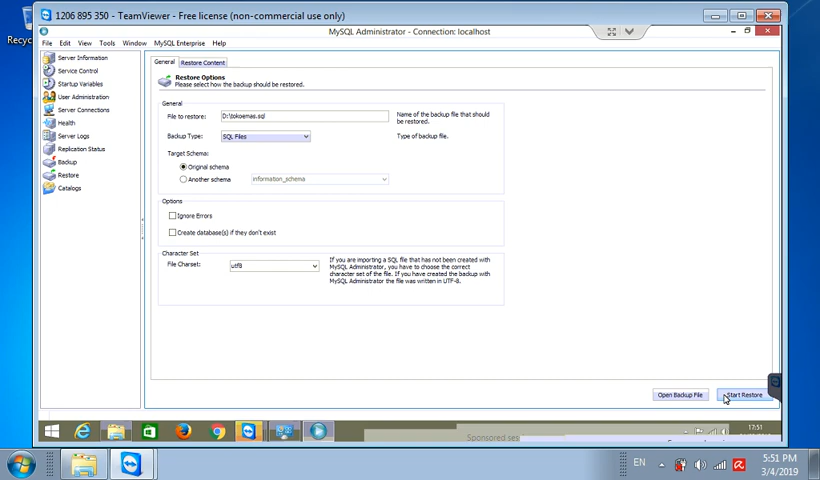 1206 895 350 - TeamViewer - Free license (non-commercial use only)
MySQL Administrator - Connection: localhost
File Edit View Tools Window MySQL Enterprise Help
Server Information
Service Control
Startup Variables
User Administration
Server Connections
Health
Server Logs
Replication Status
Backup
Restore
Catalogs
General Restore Content
Restore Options
Please select how the backup should be restored.
General
File to restore: D:\tokoemas.sql
Name of the backup file that should
be restored.
Backup Type: SQL Files
Type of backup file.
Target Schema:
Original schema
Another schema information_schema
Options
Ignore Errors
Create database(s) if they don't exist
Character Set
File Charset: utf8
If you are importing a SQL file that has not been created with
MySQL Administrator, you have to choose the correct
character set of the file. If you have created the backup with
MySQL Administrator the file was written in UTF-8.
Open Backup File Start Restore
17:51
Sponsored ses
Recyc
EN
5:51 PM
3/4/2019